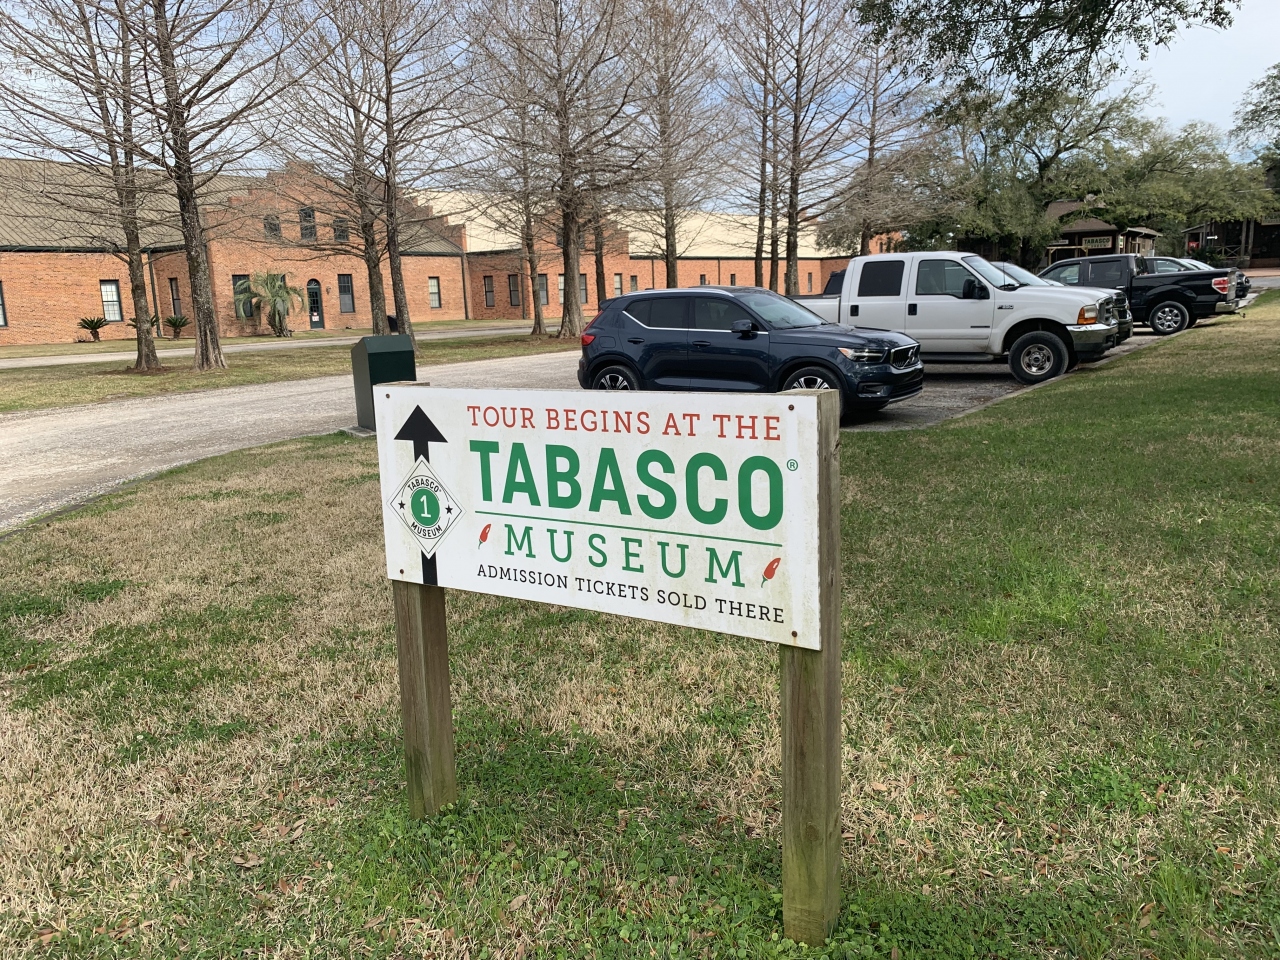 TOUR BEGINS AT THE
TABASCO®
MUSEUM
ADMISSION TICKETS SOLD THERE
TABASCO®
1
MUSEUM
TABASCO